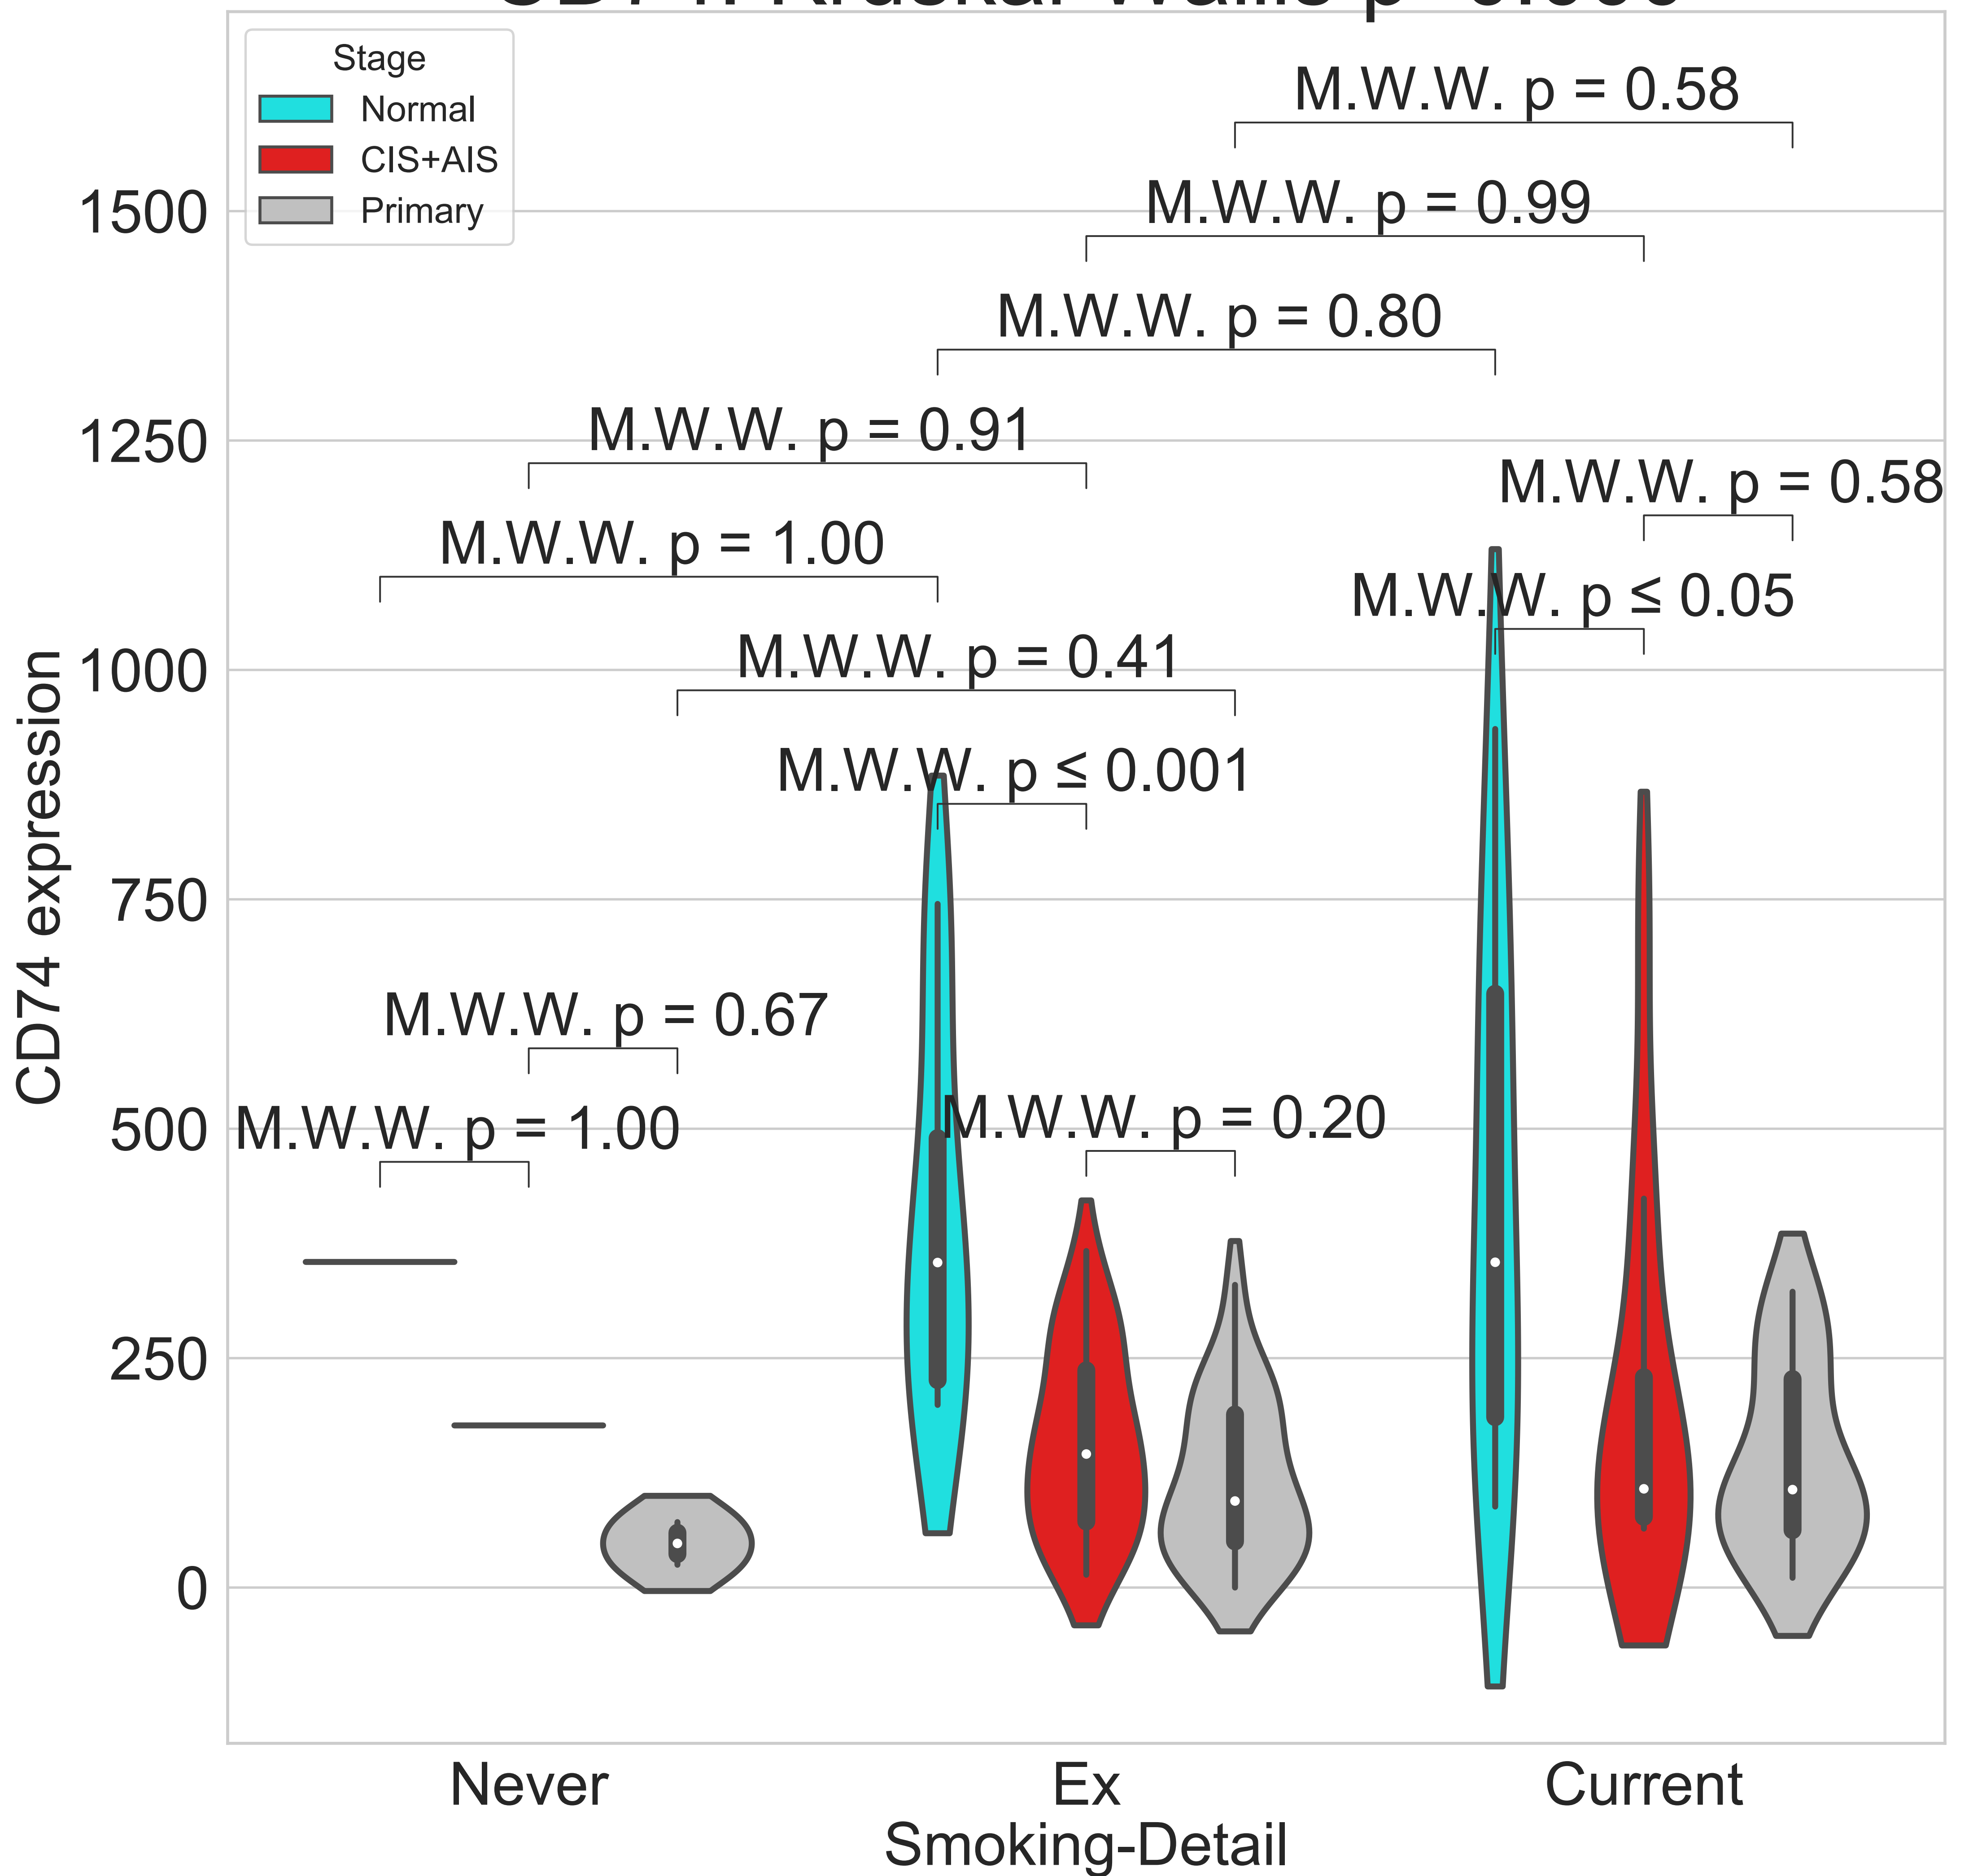 Stage
Normal
CIS+AIS
Primary
M.W.W. p = 0.58
M.W.W. p = 0.99
M.W.W. p = 0.80
M.W.W. p = 0.91
M.W.W. p = 0.58
M.W.W. p = 1.00
M.W.W. p ≤ 0.05
M.W.W. p = 0.41
M.W.W. p ≤ 0.001
M.W.W. p = 0.67
M.W.W. p = 0.20
M.W.W. p = 1.00
1500
1250
1000
750
500
250
0
CD74 expression
Never
Ex
Current
Smoking-Detail